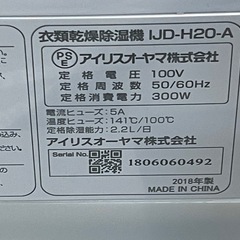 衣類乾燥除湿機 IJD-H20-A
PSE
アイリスオーヤマ株式会社
定格電圧 100V
定格周波数 50/60Hz
定格消費電力 300W
電流ヒューズ:5A
温度ヒューズ:141℃/100℃
定格除湿能力:2.2L/日
アイリスオーヤマ株式会社
Serial No. 1806060492
2018年製
MADE IN CHINA